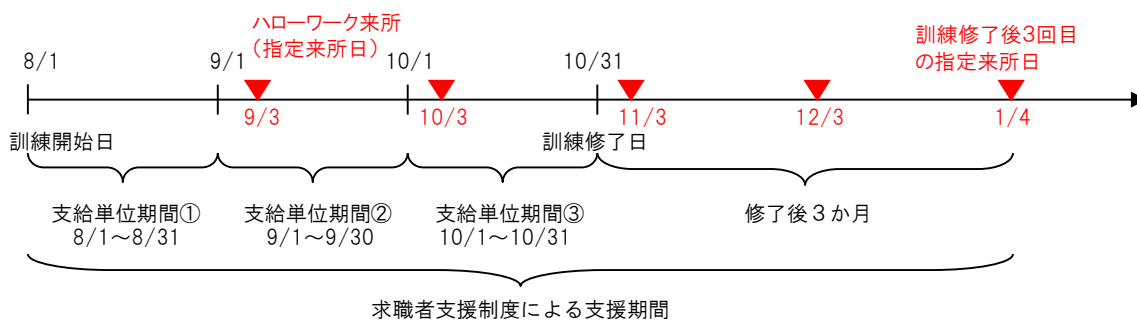 ハローワーク来所
（指定来所日）
訓練修了後3回目
の指定来所日
8/1
9/1
10/1
10/31
9/3
10/3
11/3
12/3
1/4
訓練開始日
訓練修了日
支給単位期間①
8/1～8/31
支給単位期間②
9/1～9/30
支給単位期間③
10/1～10/31
修了後３か月
求職者支援制度による支援期間